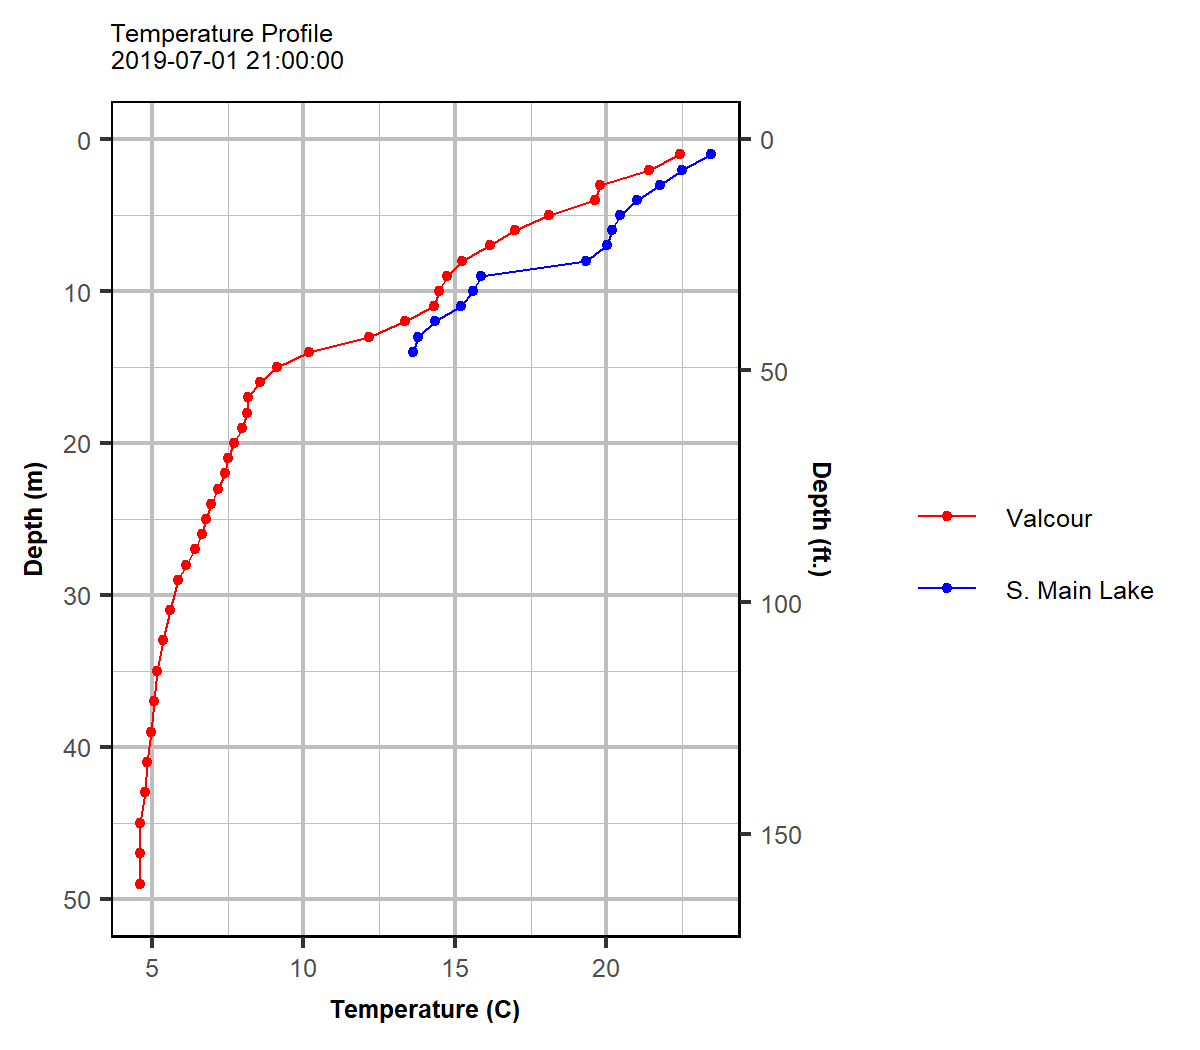 Temperature Profile
2019-07-01 21:00:00
0
10
20
30
40
50
Depth (m)
0
50
100
150
Depth (ft.)
5 10 15 20
Temperature (C)
Valcour
S. Main Lake